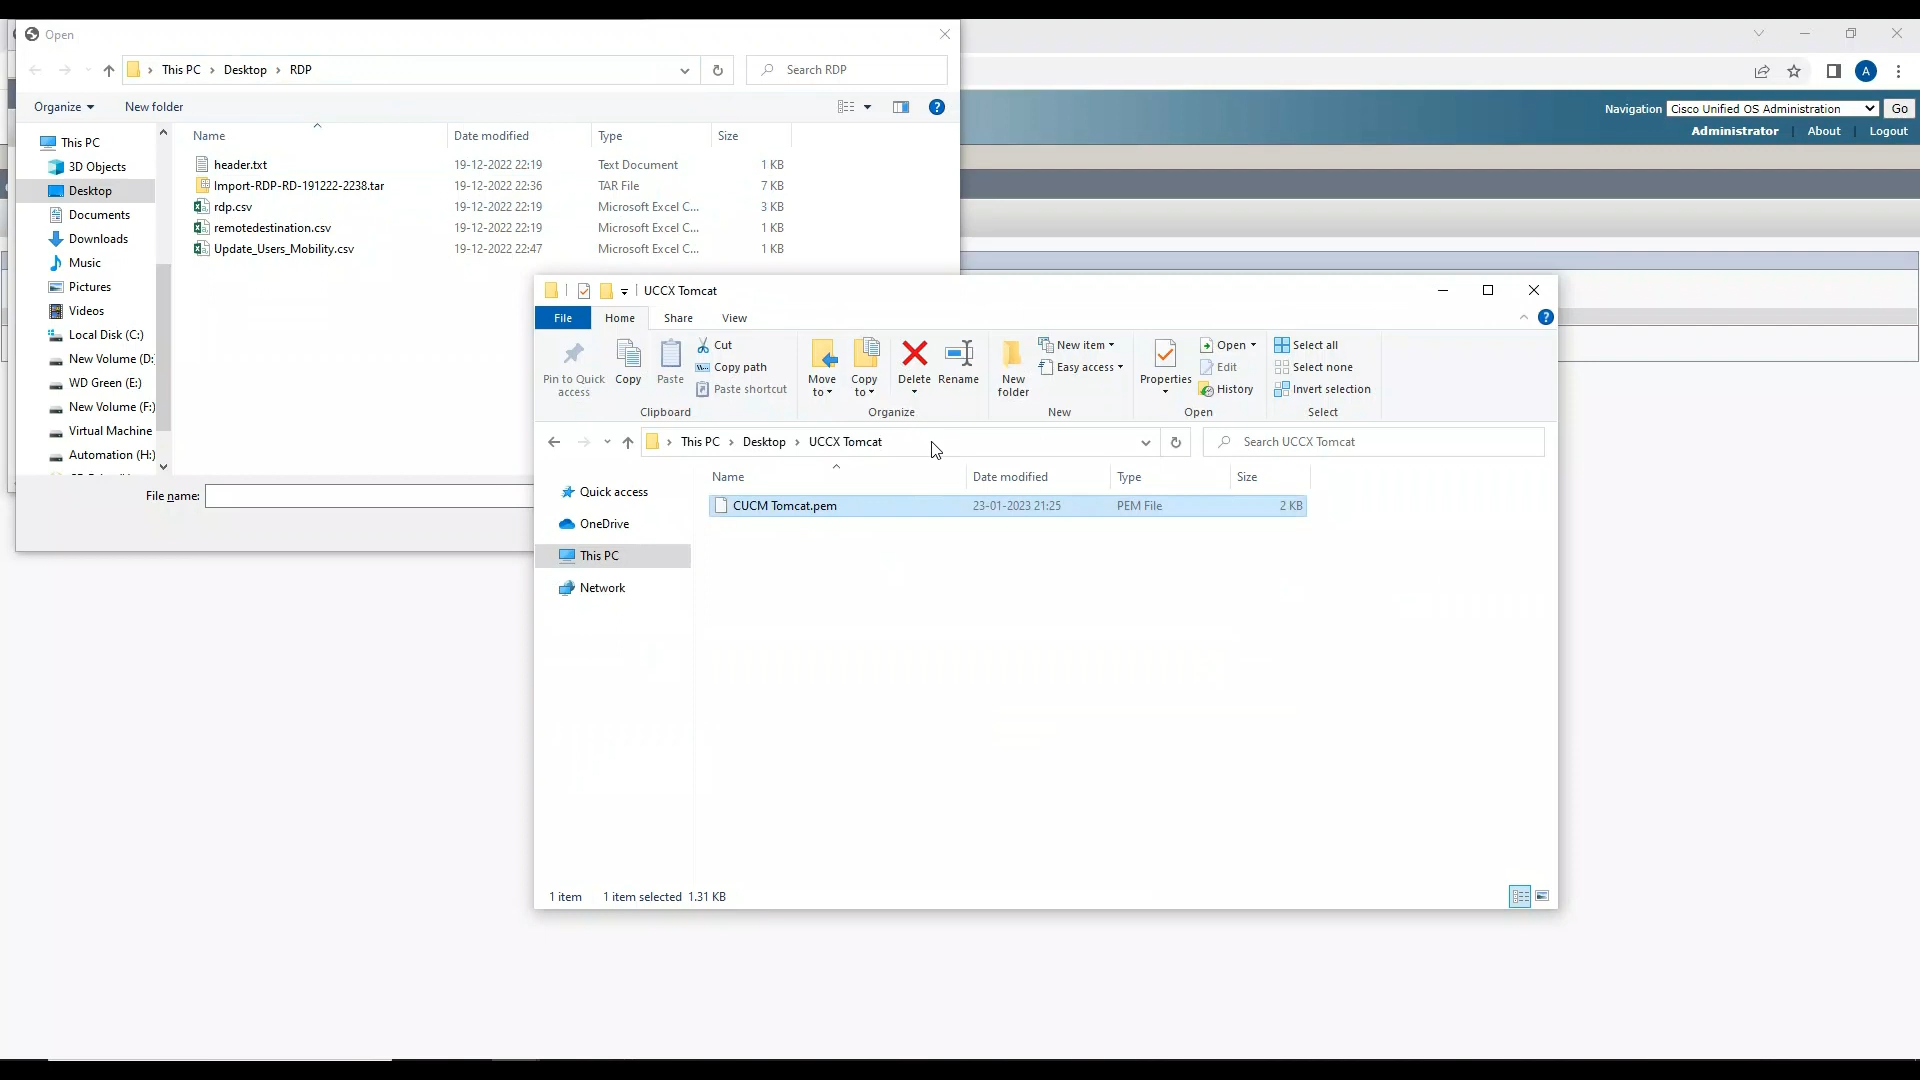 Open
This PC > Desktop > RDP
Search RDP
Organize
New folder
Name Date modified Type Size
This PC
3D Objects
Desktop
Documents
Downloads
Music
Pictures
Videos
Local Disk (C:)
New Volume (D:
WD Green (E:)
New Volume (F:)
Virtual Machine
Automation (H:)
header.txt 19-12-2022 22:19 Text Document 1 KB
Import-RDP-RD-191222-2238.tar 19-12-2022 22:36 TAR File 7 KB
rdp.csv 19-12-2022 22:19 Microsoft Excel C... 3 KB
remotedestination.csv 19-12-2022 22:19 Microsoft Excel C... 1 KB
Update_Users_Mobility.csv 19-12-2022 22:47 Microsoft Excel C... 1 KB
File name:
A
Navigation Cisco Unified OS Administration Go
Administrator About Logout
UCCX Tomcat
File Home Share View
Pin to Quick access
Copy
Paste
Cut
Copy path
Paste shortcut
Clipboard
Move to
Copy to
Delete
Rename
Organize
New folder
New item
Easy access
New
Properties
Open
Edit
History
Open
Select all
Select none
Invert selection
Select
This PC > Desktop > UCCX Tomcat
Search UCCX Tomcat
Quick access
OneDrive
This PC
Network
Name Date modified Type Size
CUCM Tomcat.pem 23-01-2023 21:25 PEM File 2 KB
1 item 1 item selected 1.31 KB